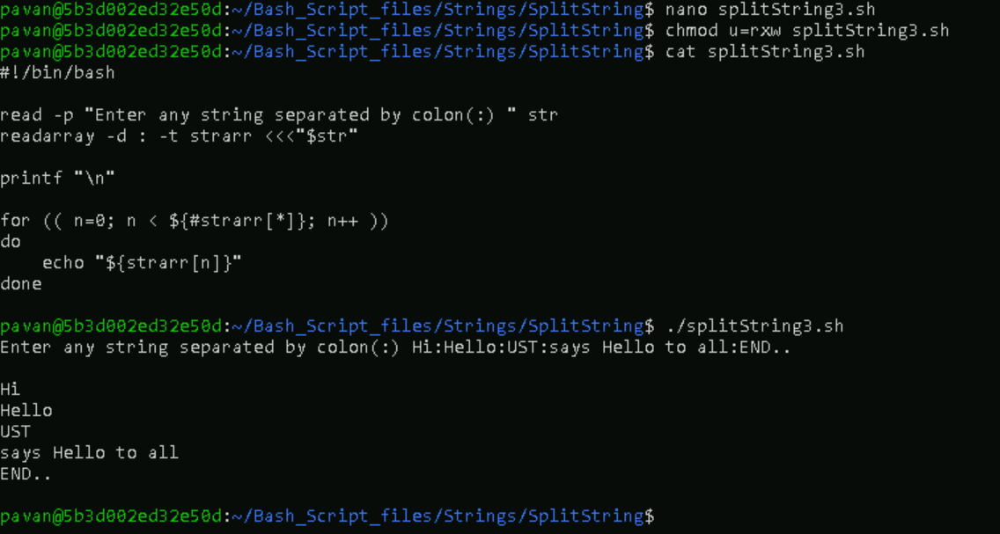 pavan@5b3d002ed32e50d:~/Bash_Script_files/Strings/SplitString$ nano splitString3.sh
pavan@5b3d002ed32e50d:~/Bash_Script_files/Strings/SplitString$ chmod u=rxw splitString3.sh
pavan@5b3d002ed32e50d:~/Bash_Script_files/Strings/SplitString$ cat splitString3.sh
#!/bin/bash

read -p "Enter any string separated by colon(:) " str
readarray -d : -t strarr <<<"$str"

printf "\n"

for (( n=0; n < ${#strarr[*]}; n++ ))
do
    echo "${strarr[n]}"
done

pavan@5b3d002ed32e50d:~/Bash_Script_files/Strings/SplitString$ ./splitString3.sh
Enter any string separated by colon(:) Hi:Hello:UST:says Hello to all:END..

Hi
Hello
UST
says Hello to all
END..

pavan@5b3d002ed32e50d:~/Bash_Script_files/Strings/SplitString$